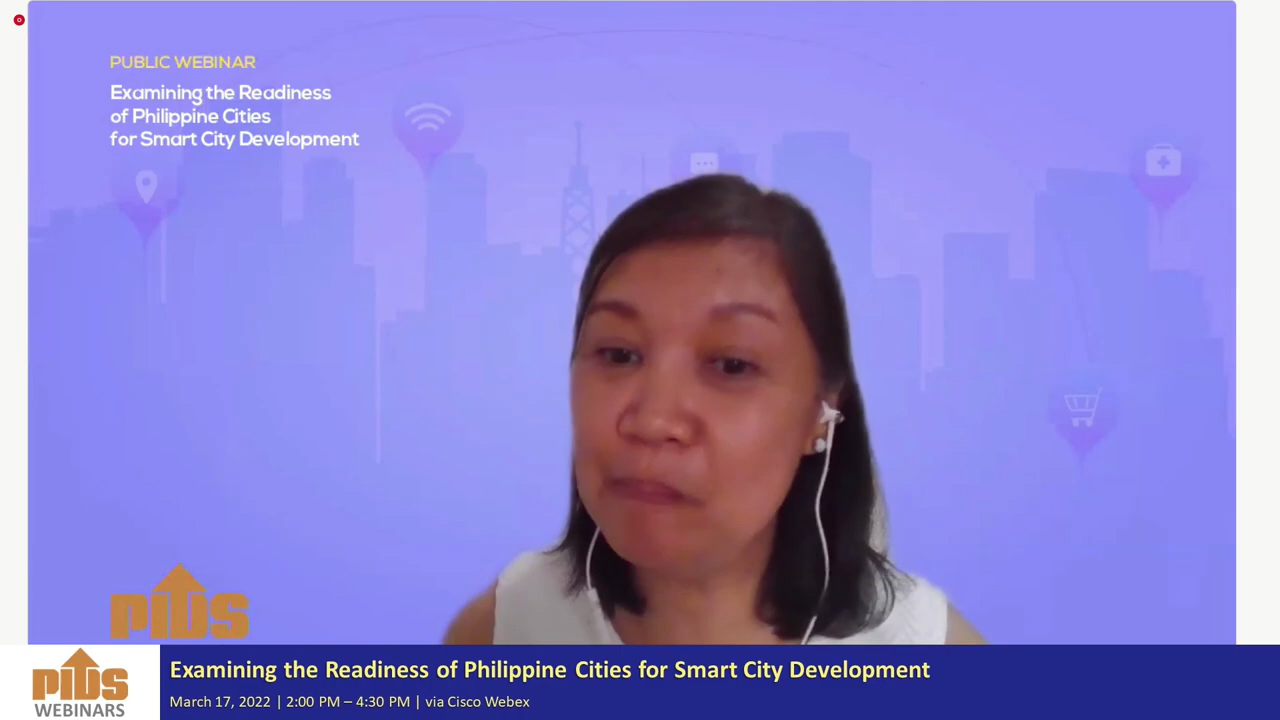 PUBLIC WEBINAR
Examining the Readiness
of Philippine Cities
for Smart City Development
PIDS
PIDS
WEBINARS
Examining the Readiness of Philippine Cities for Smart City Development
March 17, 2022 | 2:00 PM – 4:30 PM | via Cisco Webex